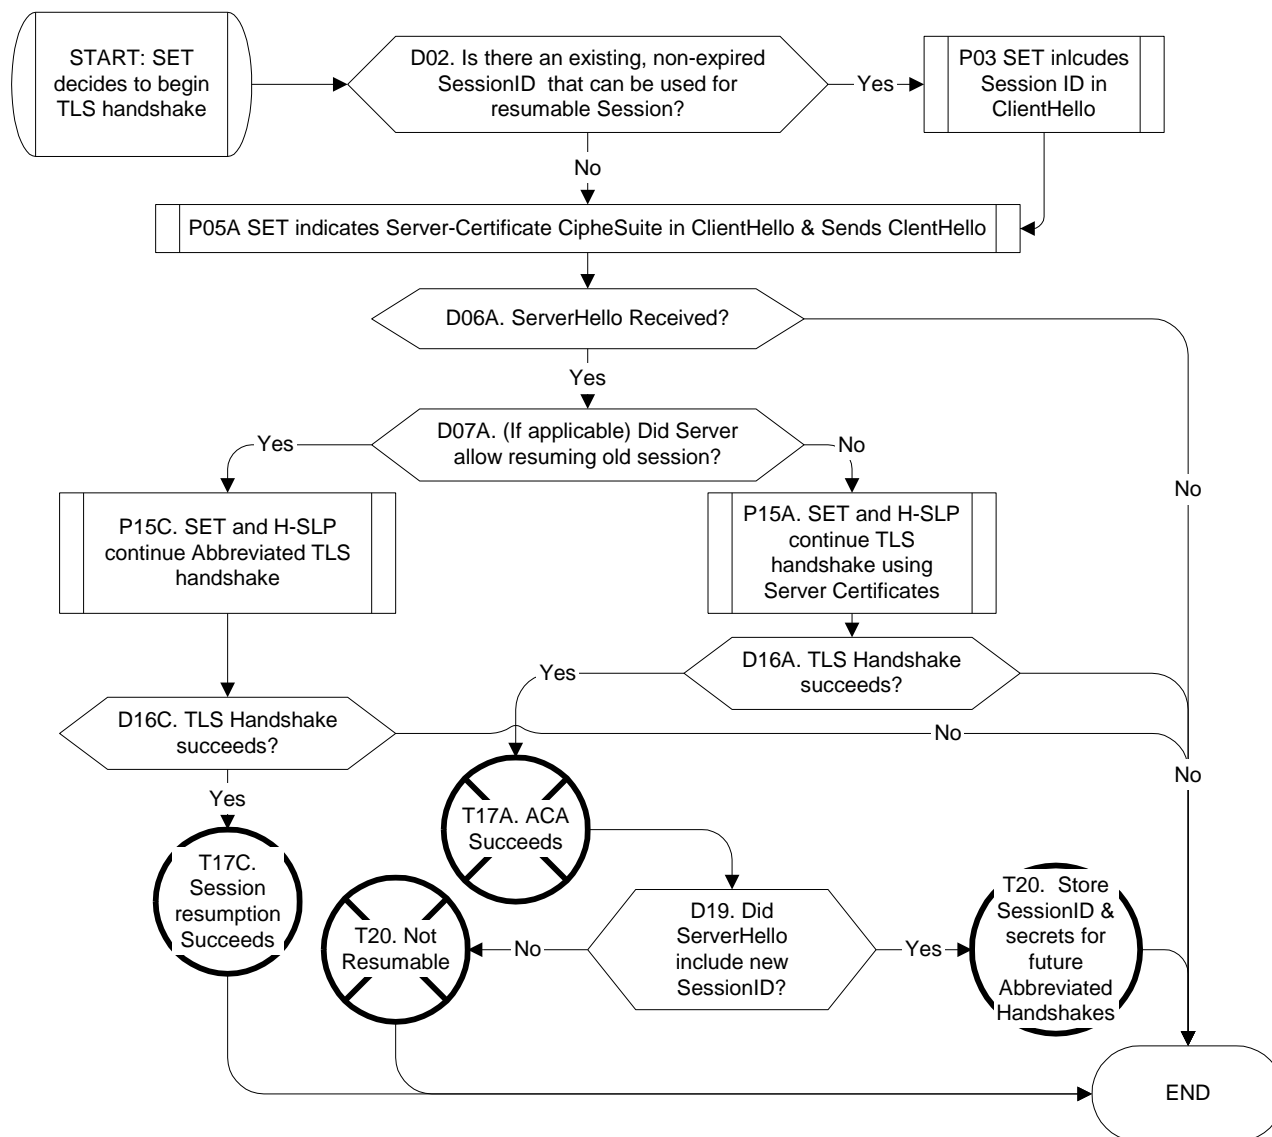 START: SET
decides to begin
TLS handshake
D02. Is there an existing, non-expired
SessionID that can be used for
resumable Session?
Yes
P03 SET inlcudes
Session ID in
ClientHello
No
P05A SET indicates Server-Certificate CipheSuite in ClientHello & Sends ClentHello
D06A. ServerHello Received?
Yes
D07A. (If applicable) Did Server
allow resuming old session?
Yes
No
No
P15C. SET and H-SLP
continue Abbreviated TLS
handshake
P15A. SET and H-SLP
continue TLS
handshake using
Server Certificates
D16A. TLS Handshake
succeeds?
Yes
D16C. TLS Handshake
succeeds?
No
No
Yes
T17A. ACA
Succeeds
T17C.
Session
resumption
Succeeds
T20. Not
Resumable
No
D19. Did
ServerHello
include new
SessionID?
Yes
T20. Store
SessionID &
secrets for
future
Abbreviated
Handshakes
END